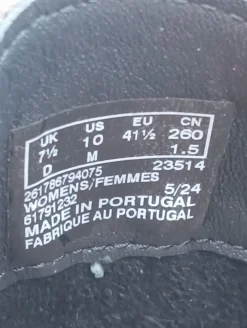 UK US EU CN
7½ 10 41½ 260
D M 1.5
261786794075 23514
WOMENS/FEMMES
61791232 5/24
MADE IN PORTUGAL
FABRIQUE AU PORTUGAL